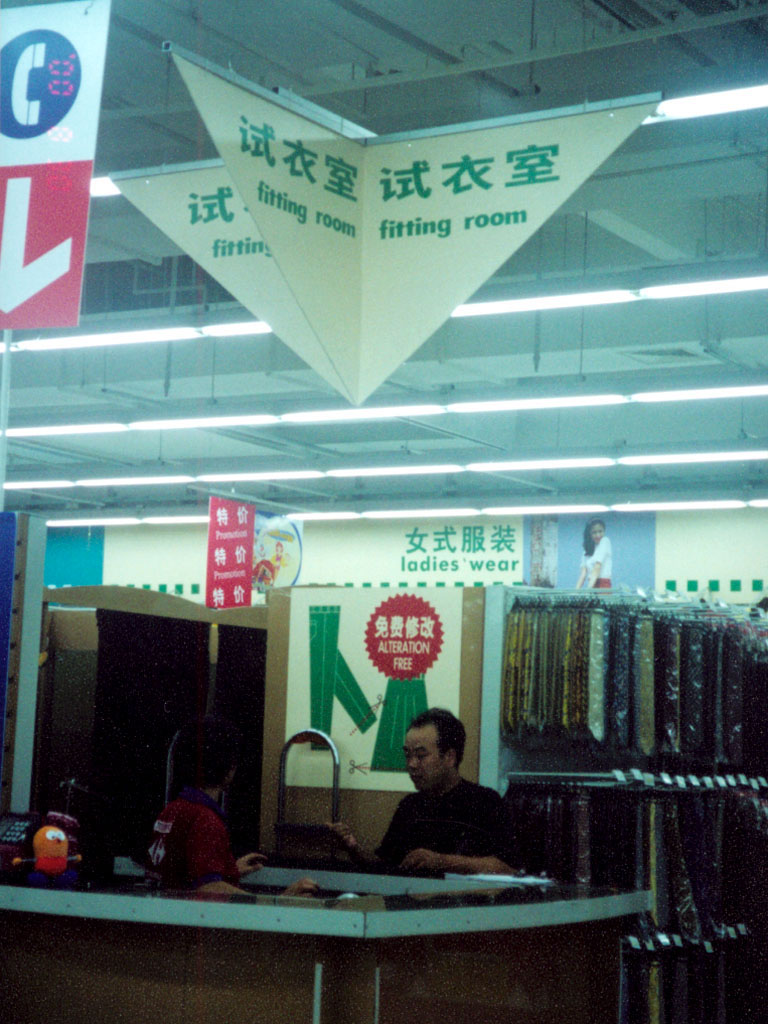 试衣室
fitting room
试衣室
fitting room
试
fitting
特价
Promotion
特价
Promotion
特价
女式服装
ladies' wear
免费修改
ALTERATION
FREE